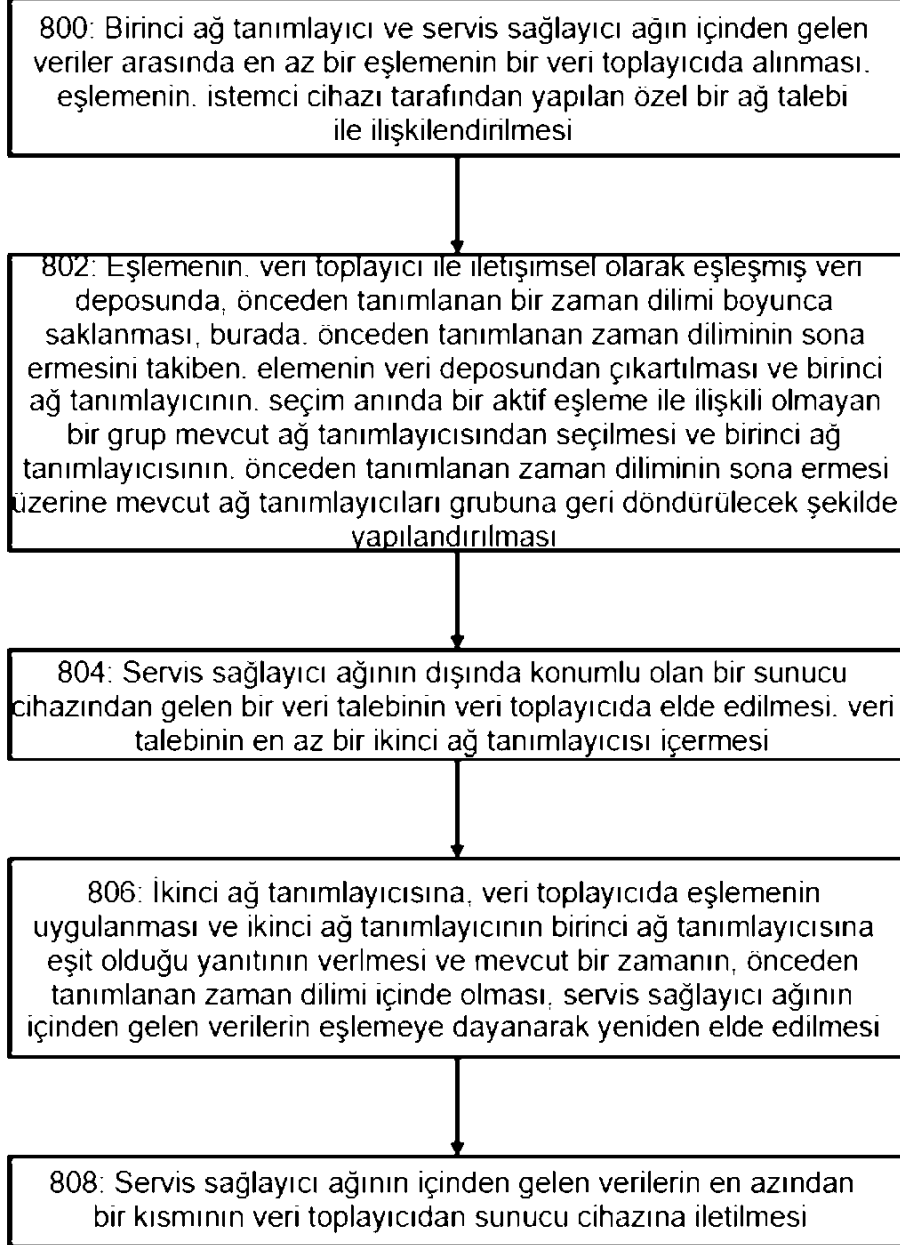 800: Birinci ağ tanımlayıcı ve servis sağlayıcı ağın içinden gelen
veriler arasında en az bir eşlemenin bir veri toplayıcıda alınması.
eşlemenin. istemci cihazı tarafından yapılan özel bir ağ talebi
ile ilişkilendirilmesi
802: Eşlemenin. veri toplayıcı ile iletişimsel olarak eşleşmiş veri
deposunda, önceden tanımlanan bir zaman dilimi boyunca
saklanması, burada. önceden tanımlanan zaman diliminin sona
ermesini takiben. elemenin veri deposundan çıkartılması ve birinci
ağ tanımlayıcının. seçim anında bir aktif eşleme ile ilişkili olmayan
bir grup mevcut ağ tanımlayıcısından seçilmesi ve birinci ağ
tanımlayıcısının. önceden tanımlanan zaman diliminin sona ermesi
üzerine mevcut ağ tanımlayıcıları grubuna geri döndürülecek şekilde
yapılandırılması
804: Servis sağlayıcı ağının dışında konumlu olan bir sunucu
cihazından gelen bir veri talebinin veri toplayıcıda elde edilmesi. veri
talebinin en az bir ikinci ağ tanımlayıcısı içermesi
806: İkinci ağ tanımlayıcısına, veri toplayıcıda eşlemenin
uygulanması ve ikinci ağ tanımlayıcının birinci ağ tanımlayıcısına
eşit olduğu yanıtının verlmesi ve mevcut bir zamanın, önceden
tanımlanan zaman dilimi içinde olması, servis sağlayıcı ağının
içinden gelen verilerin eşlemeye dayanarak yeniden elde edilmesi
808: Servis sağlayıcı ağının içinden gelen verilerin en azından
bir kısmının veri toplayıcıdan sunucu cihazına iletilmesi